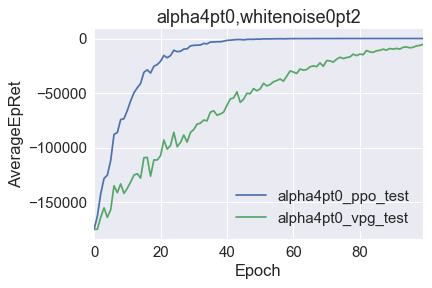 alpha4pt0,whitenoise0pt2
AverageEpRet
0
−50000
−100000
−150000
alpha4pt0_ppo_test
alpha4pt0_vpg_test
0 20 40 60 80
Epoch